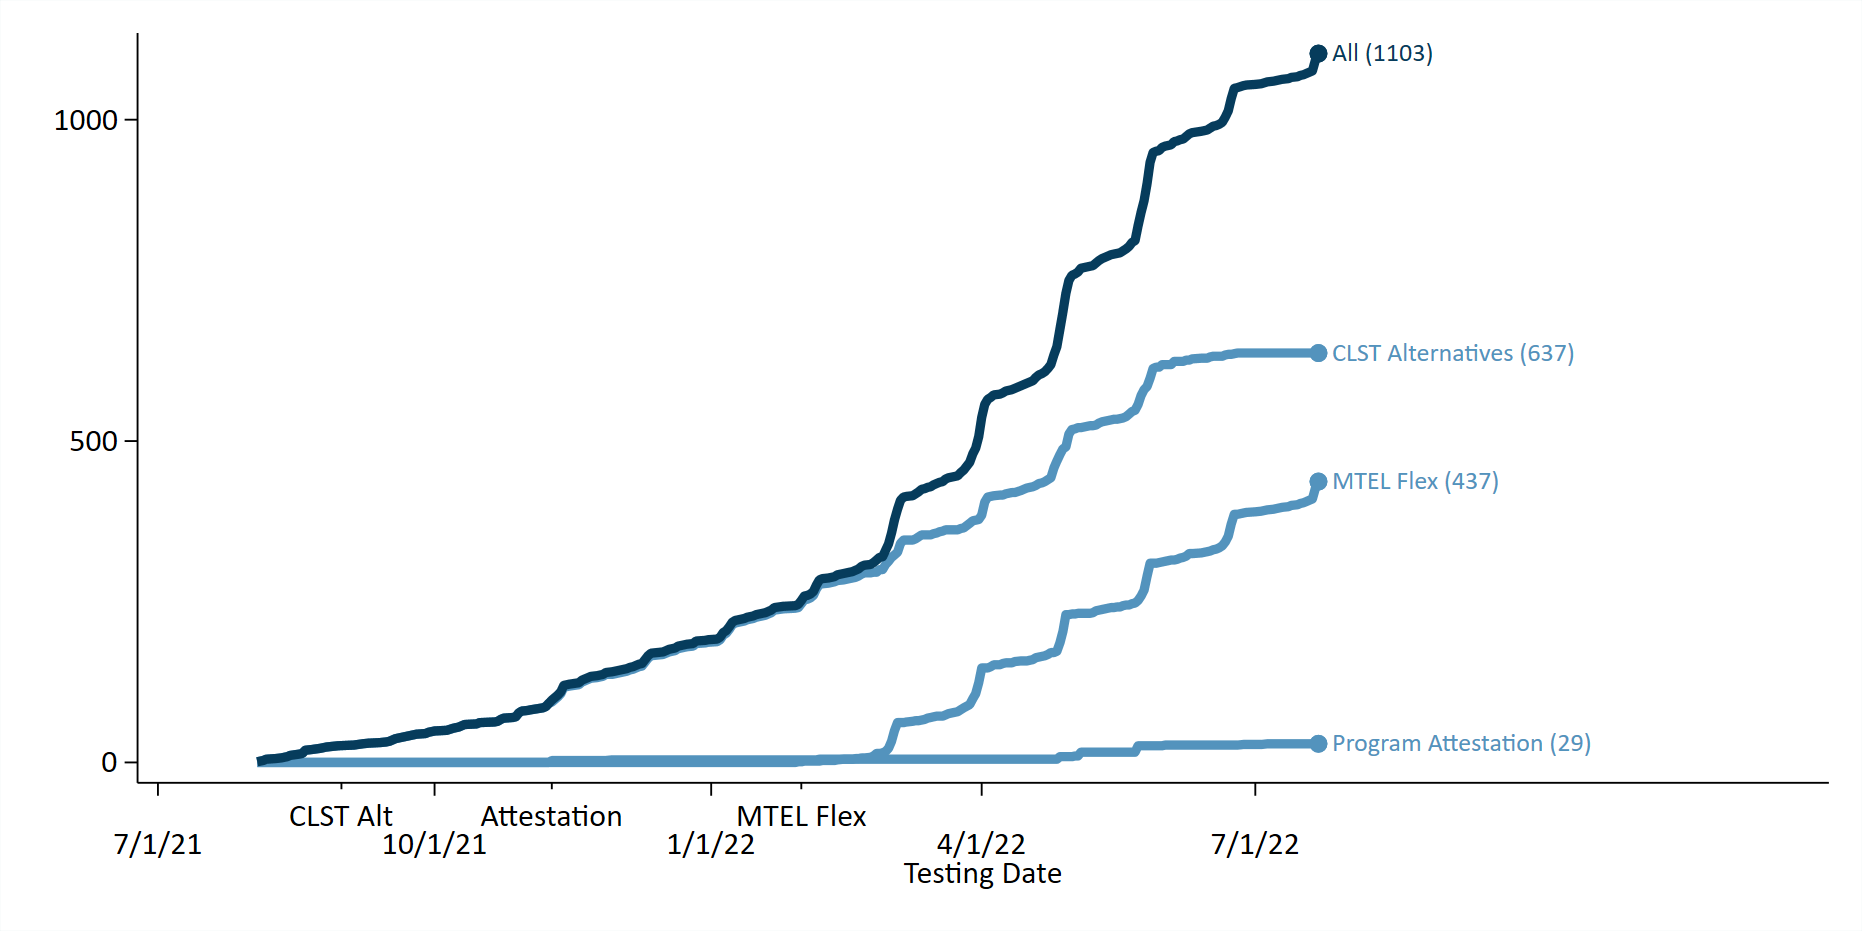 All (1103)
1000
CLST Alternatives (637)
500
MTEL Flex (437)
Program Attestation (29)
0
CLST Alt Attestation MTEL Flex
7/1/21 10/1/21 1/1/22 4/1/22 7/1/22
Testing Date